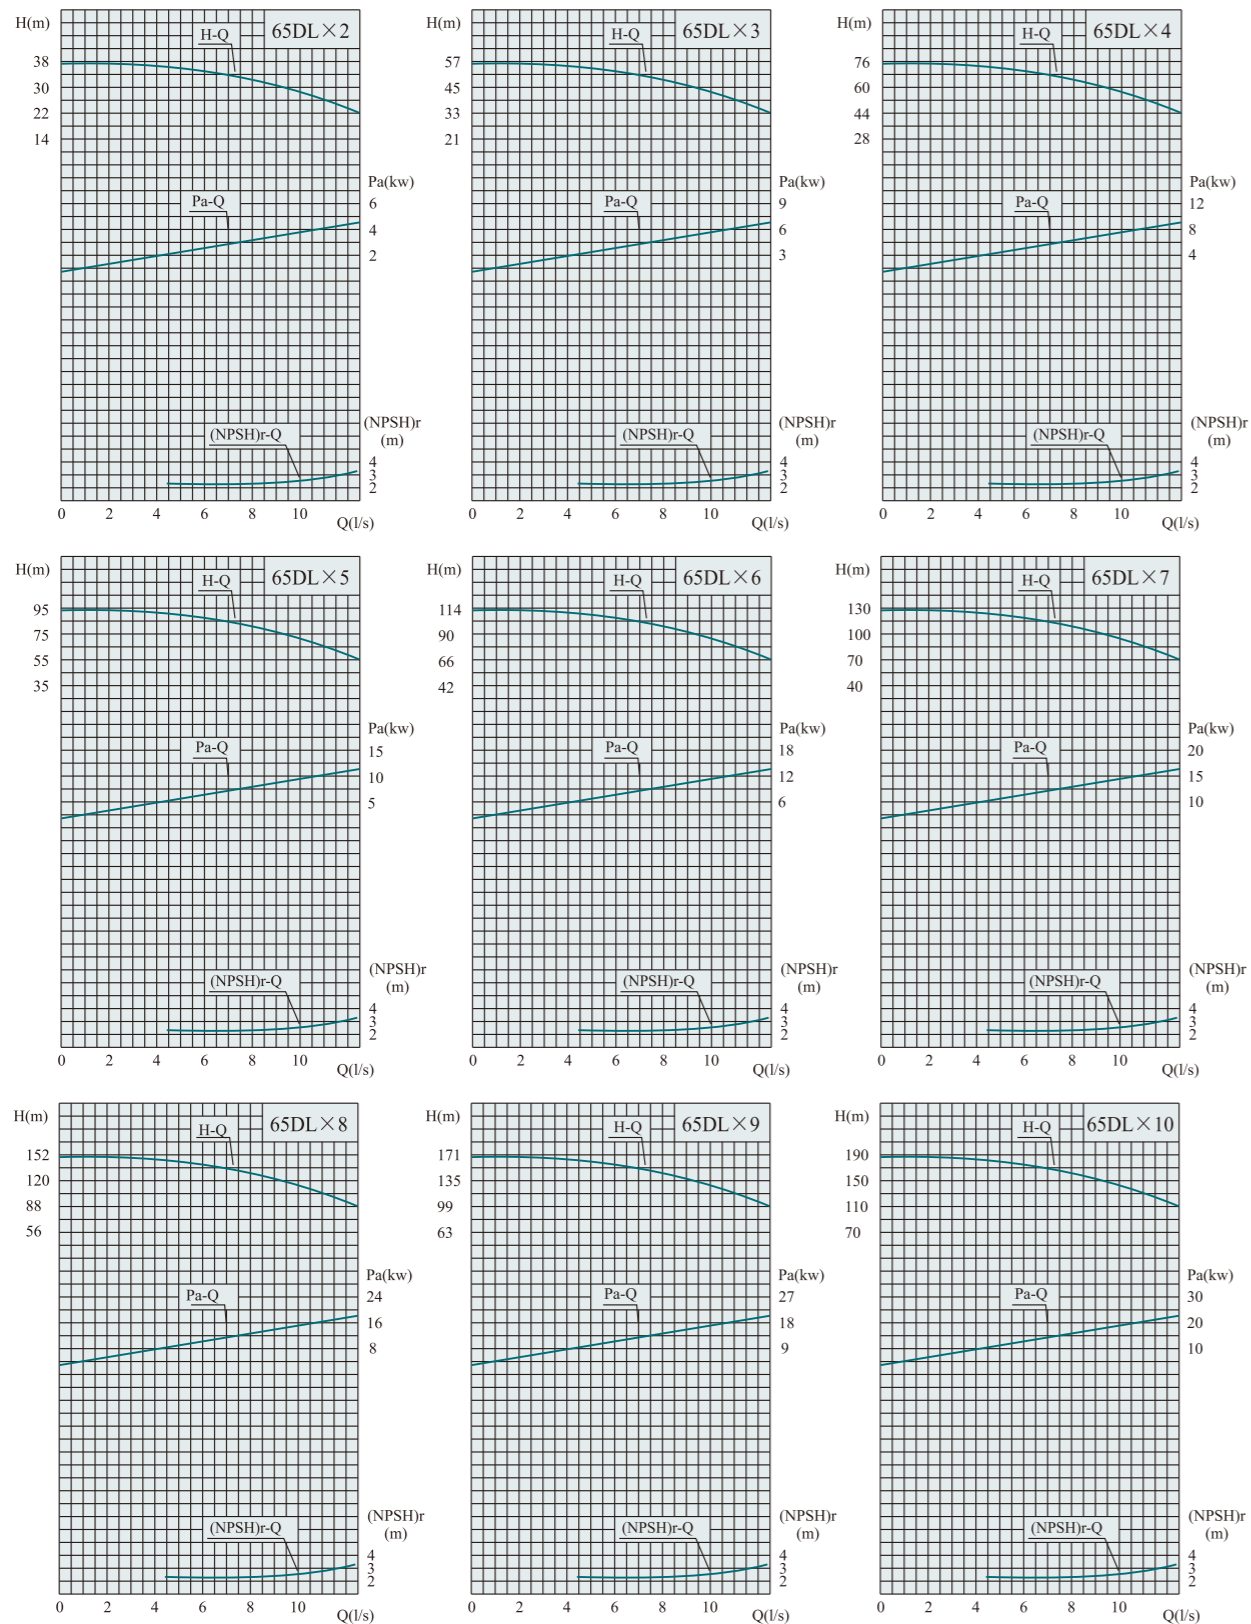 H(m)
H-Q
65DL×2
38
30
22
14
Pa(kw)
Pa-Q
6
4
2
(NPSH)r
(m)
(NPSH)r-Q
4
3
2
0 2 4 6 8 10
Q(l/s)
H(m)
H-Q
65DL×3
57
45
33
21
Pa(kw)
Pa-Q
9
6
3
(NPSH)r
(m)
(NPSH)r-Q
4
3
2
0 2 4 6 8 10
Q(l/s)
H(m)
H-Q
65DL×4
76
60
44
28
Pa(kw)
Pa-Q
12
8
4
(NPSH)r
(m)
(NPSH)r-Q
4
3
2
0 2 4 6 8 10
Q(l/s)
H(m)
H-Q
65DL×5
95
75
55
35
Pa(kw)
Pa-Q
15
10
5
(NPSH)r
(m)
(NPSH)r-Q
4
3
2
0 2 4 6 8 10
Q(l/s)
H(m)
H-Q
65DL×6
114
90
66
42
Pa(kw)
Pa-Q
18
12
6
(NPSH)r
(m)
(NPSH)r-Q
4
3
2
0 2 4 6 8 10
Q(l/s)
H(m)
H-Q
65DL×7
130
100
70
40
Pa(kw)
Pa-Q
20
15
10
(NPSH)r
(m)
(NPSH)r-Q
4
3
2
0 2 4 6 8 10
Q(l/s)
H(m)
H-Q
65DL×8
152
120
88
56
Pa(kw)
Pa-Q
24
16
8
(NPSH)r
(m)
(NPSH)r-Q
4
3
2
0 2 4 6 8 10
Q(l/s)
H(m)
H-Q
65DL×9
171
135
99
63
Pa(kw)
Pa-Q
27
18
9
(NPSH)r
(m)
(NPSH)r-Q
4
3
2
0 2 4 6 8 10
Q(l/s)
H(m)
H-Q
65DL×10
190
150
110
70
Pa(kw)
Pa-Q
30
20
10
(NPSH)r
(m)
(NPSH)r-Q
4
3
2
0 2 4 6 8 10
Q(l/s)